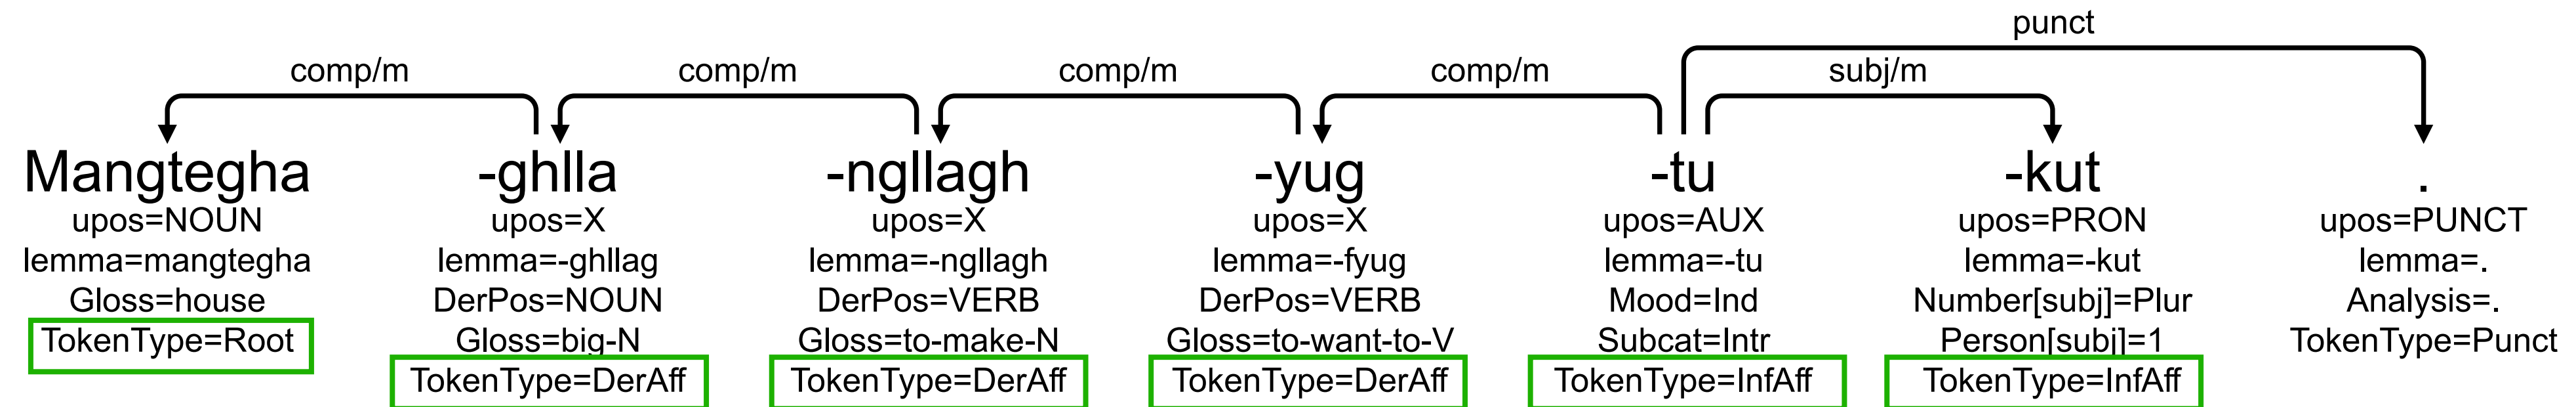 punct
comp/m comp/m comp/m comp/m subj/m
Mangtegha -ghlla -ngllagh -yug -tu -kut .
upos=NOUN upos=X upos=X upos=X upos=AUX upos=PRON upos=PUNCT
lemma=mangtegha lemma=-ghllag lemma=-ngllagh lemma=-fyug lemma=-tu lemma=-kut lemma=.
Gloss=house DerPos=NOUN DerPos=VERB DerPos=VERB Mood=Ind Number[subj]=Plur Analysis=.
TokenType=Root Gloss=big-N Gloss=to-make-N Gloss=to-want-to-V Subcat=Intr Person[subj]=1 TokenType=Punct
TokenType=DerAff TokenType=DerAff TokenType=DerAff TokenType=InfAff TokenType=InfAff